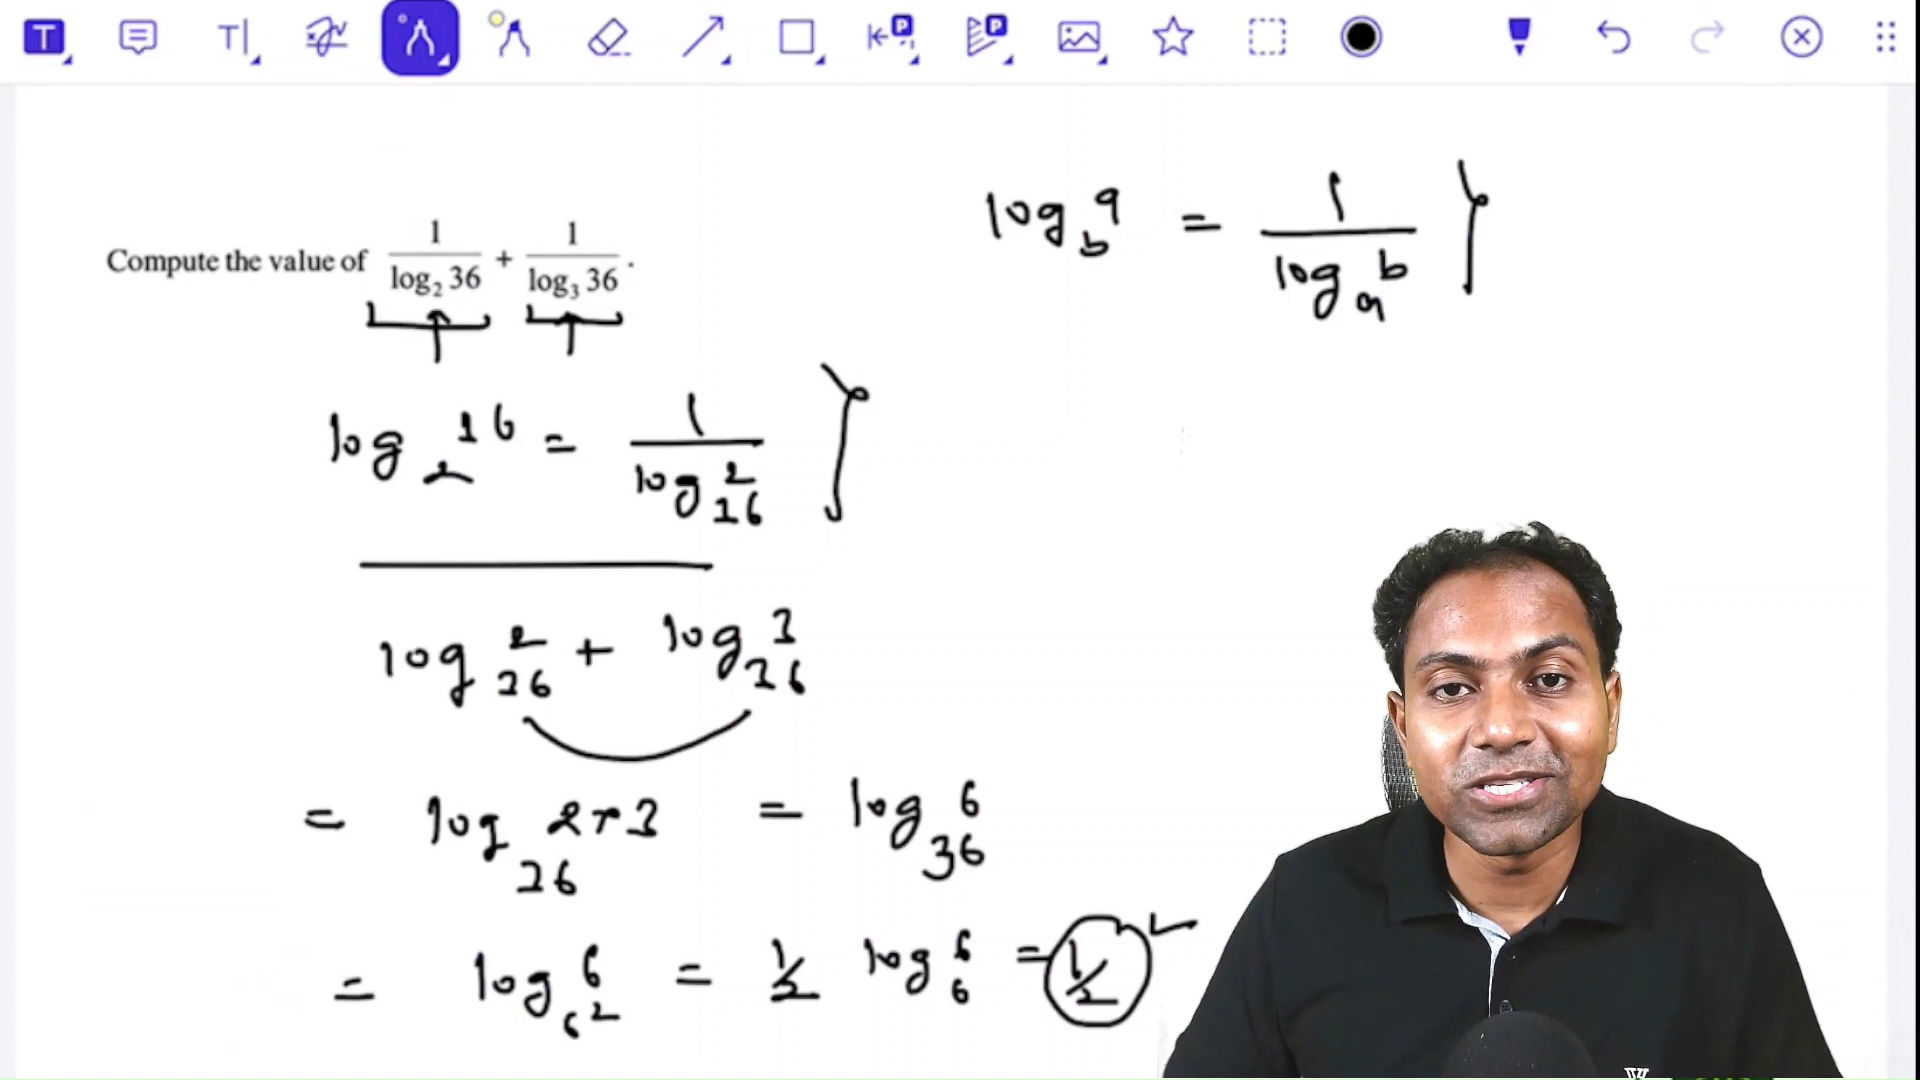 Compute the value of 1/log₂ 36 + 1/log₃ 36.
log_b a = 1/log_a b
log₂ 36 = 1/log₃₆ 2
log₃₆ 2 + log₃₆ 3
= log₃₆ 2×3 = log₃₆ 6
= log_6² 6 = 1/2 log₆ 6 = 1/2